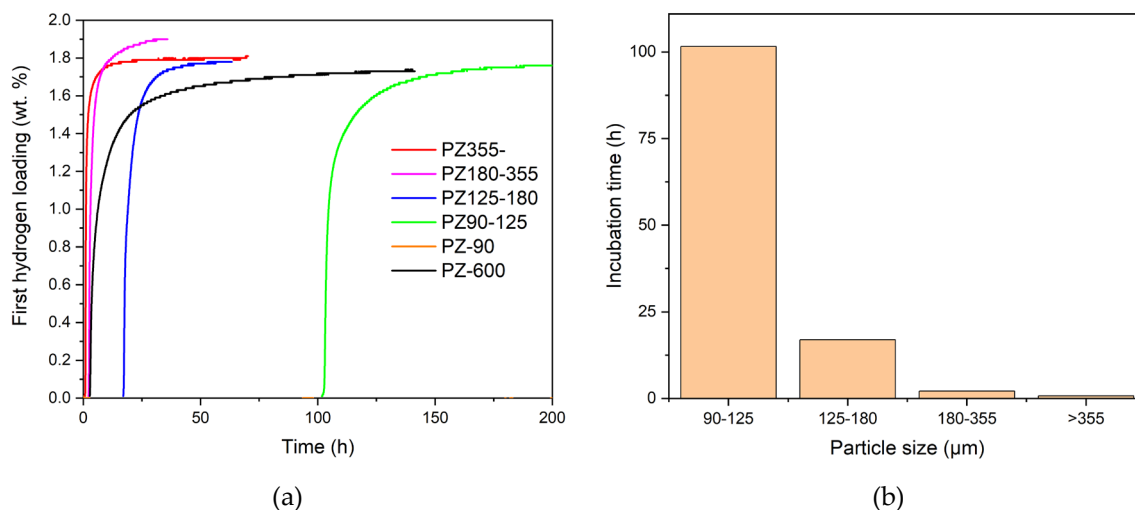 2.0
1.8
1.6
1.4
1.2
1.0
0.8
0.6
0.4
0.2
0.0
First hydrogen loading (wt. %)
0
50
100
150
200
Time (h)
PZ355-
PZ180-355
PZ125-180
PZ90-125
PZ-90
PZ-600
(a)
100
75
50
25
0
Incubation time (h)
90-125
125-180
180-355
>355
Particle size (μm)
(b)